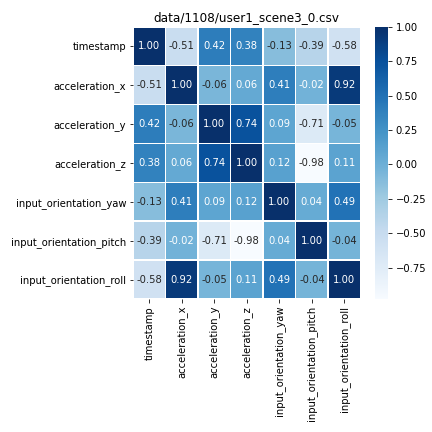 data/1108/user1_scene3_0.csv
timestamp 1.00 -0.51 0.42 0.38 -0.13 -0.39 -0.58
acceleration_x -0.51 1.00 -0.06 0.06 0.41 -0.02 0.92
acceleration_y 0.42 -0.06 1.00 0.74 0.09 -0.71 -0.05
acceleration_z 0.38 0.06 0.74 1.00 0.12 -0.98 0.11
input_orientation_yaw -0.13 0.41 0.09 0.12 1.00 0.04 0.49
input_orientation_pitch -0.39 -0.02 -0.71 -0.98 0.04 1.00 -0.04
input_orientation_roll -0.58 0.92 -0.05 0.11 0.49 -0.04 1.00
timestamp
acceleration_x
acceleration_y
acceleration_z
input_orientation_yaw
input_orientation_pitch
input_orientation_roll
1.00
0.75
0.50
0.25
0.00
−0.25
−0.50
−0.75